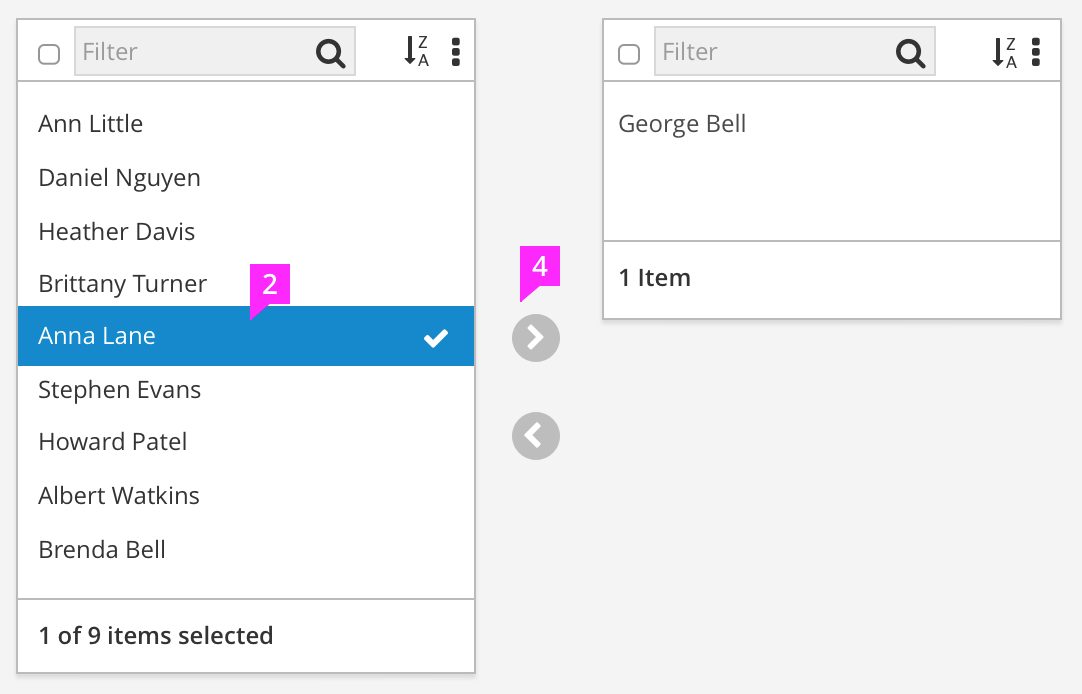 Filter
Z
A
Ann Little
Daniel Nguyen
Heather Davis
Brittany Turner
2
Anna Lane
Stephen Evans
Howard Patel
Albert Watkins
Brenda Bell
1 of 9 items selected
4
Filter
Z
A
George Bell
1 Item